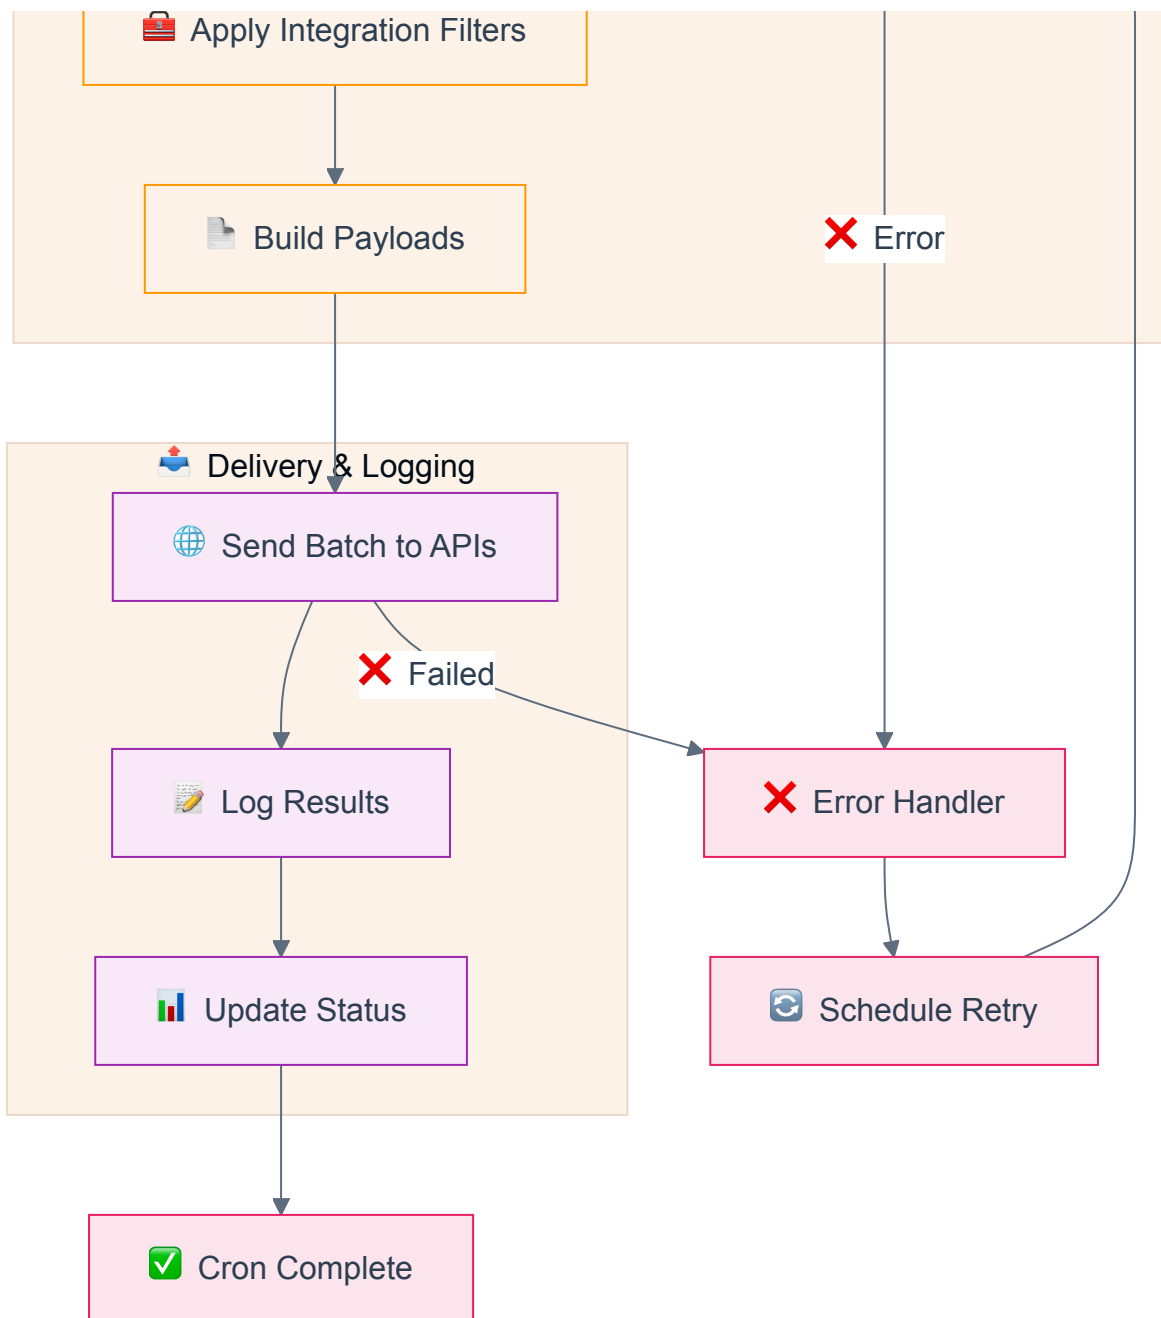 Apply Integration Filters
Build Payloads
Error
Delivery & Logging
Send Batch to APIs
Failed
Log Results
Error Handler
Update Status
Schedule Retry
Cron Complete